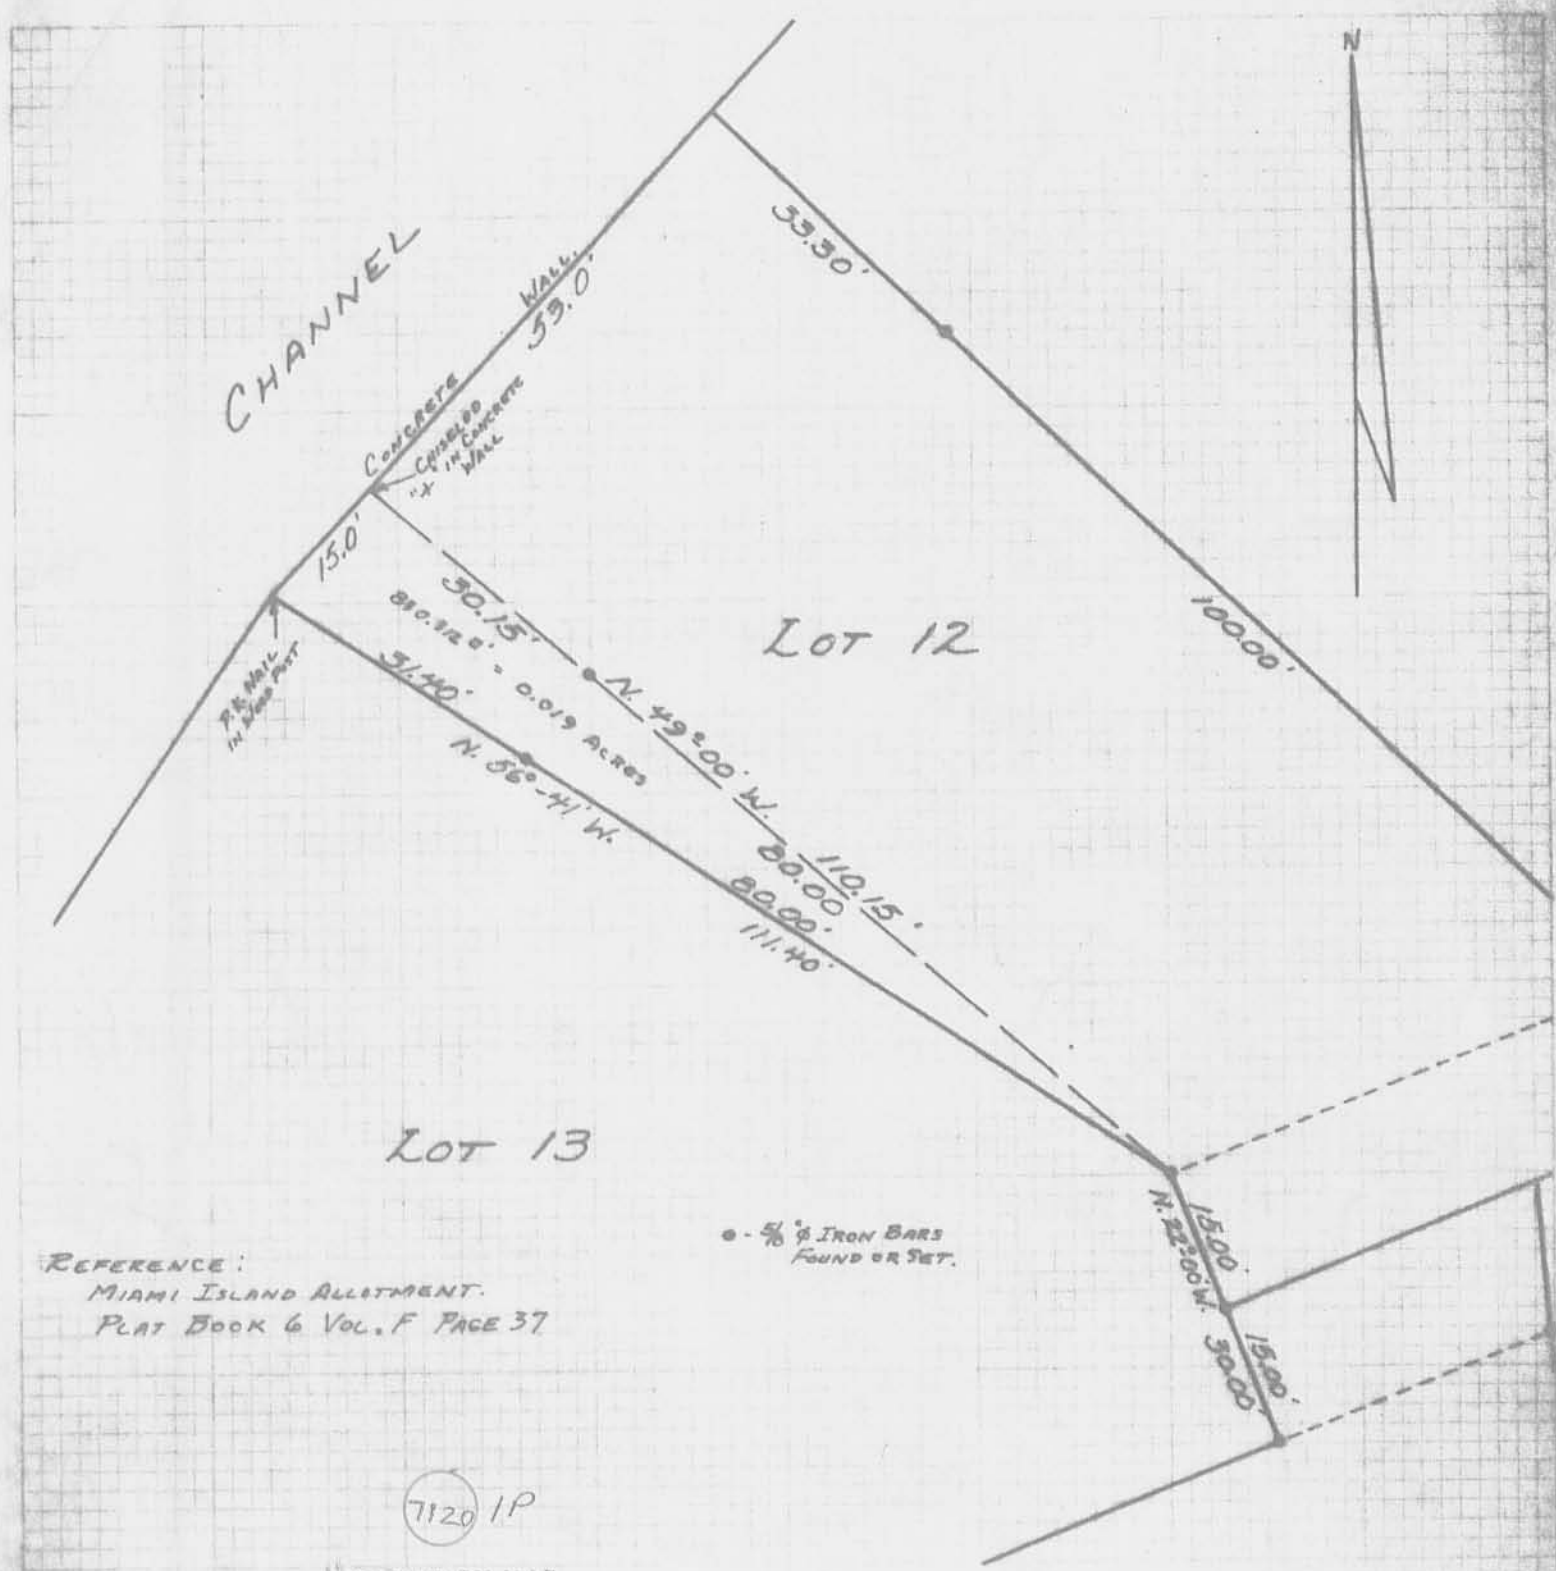 N
CHANNEL
CONCRETE WALL.
53.0'
33.30'
CHISELED
"X" IN CONCRETE
WALL
15.0'
30.15'
= 0.019 ACRES
LOT 12
100.00'
P.K. NAIL
IN WOOD POST
31.40'
N. 56°-41' W.
N. 49°00' W.
110.15'
80.00
80.00'
111.40'
LOT 13
15.00
N. 22°00' W.
15.00'
30.00'
REFERENCE:
MIAMI ISLAND ALLOTMENT.
PLAT BOOK 6 VOL. F PAGE 37
IRON BARS
FOUND OR SET.
7120 1P